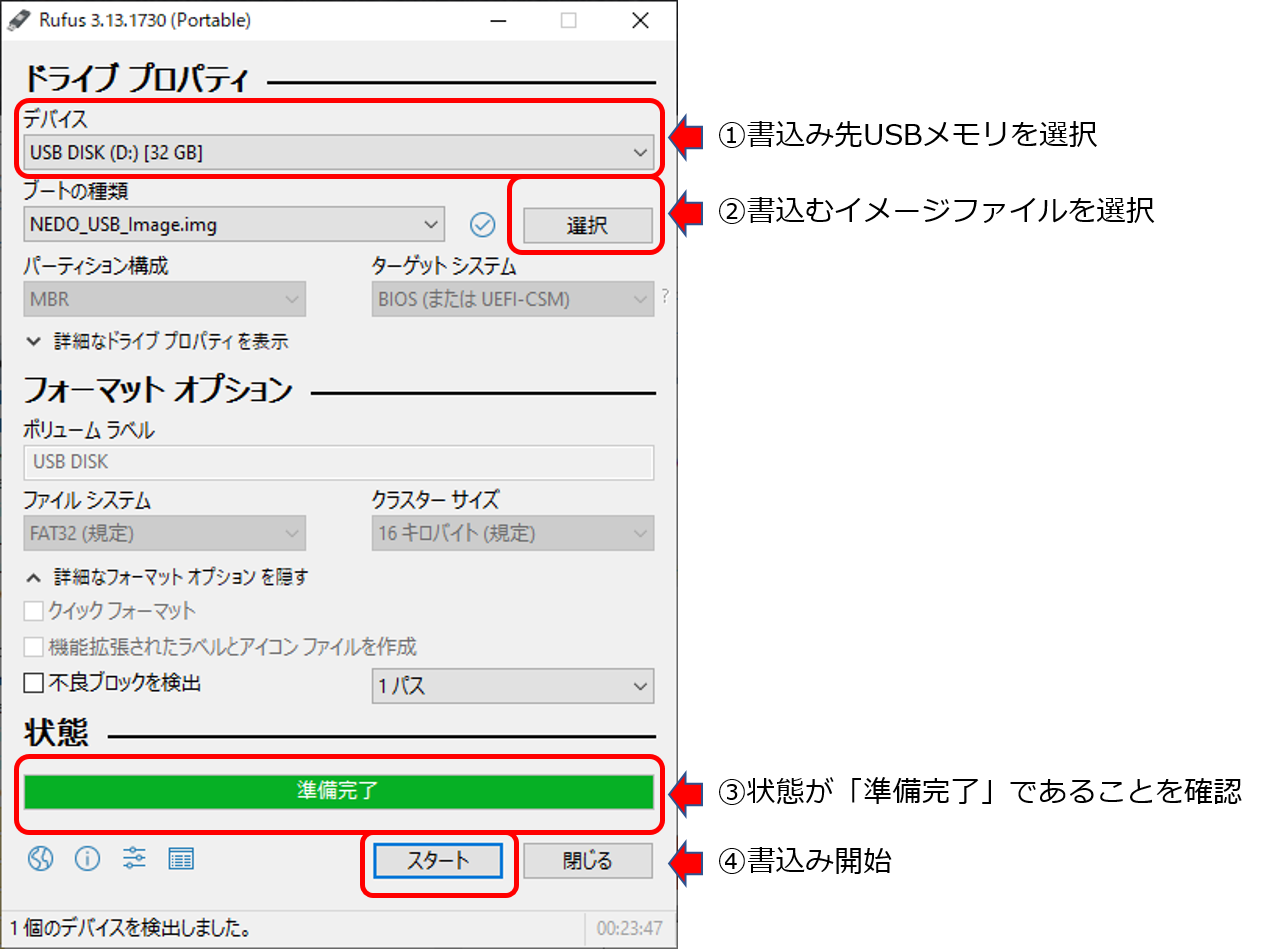 Rufus 3.13.1730 (Portable)
ドライブ プロパティ
デバイス
USB DISK (D:) [32 GB]
①書込み先USBメモリを選択
ブートの種類
NEDO_USB_Image.img
選択
②書込むイメージファイルを選択
パーティション構成
ターゲット システム
MBR
BIOS (または UEFI-CSM)
?
詳細なドライブ プロパティ を表示
フォーマット オプション
ボリューム ラベル
USB DISK
ファイル システム
クラスター サイズ
FAT32 (規定)
16 キロバイト (規定)
詳細なフォーマット オプション を隠す
クイック フォーマット
機能拡張されたラベルとアイコン ファイルを作成
不良ブロックを検出
1 パス
状態
準備完了
③状態が「準備完了」であることを確認
スタート
閉じる
④書込み開始
1 個のデバイスを検出しました。
00:23:47